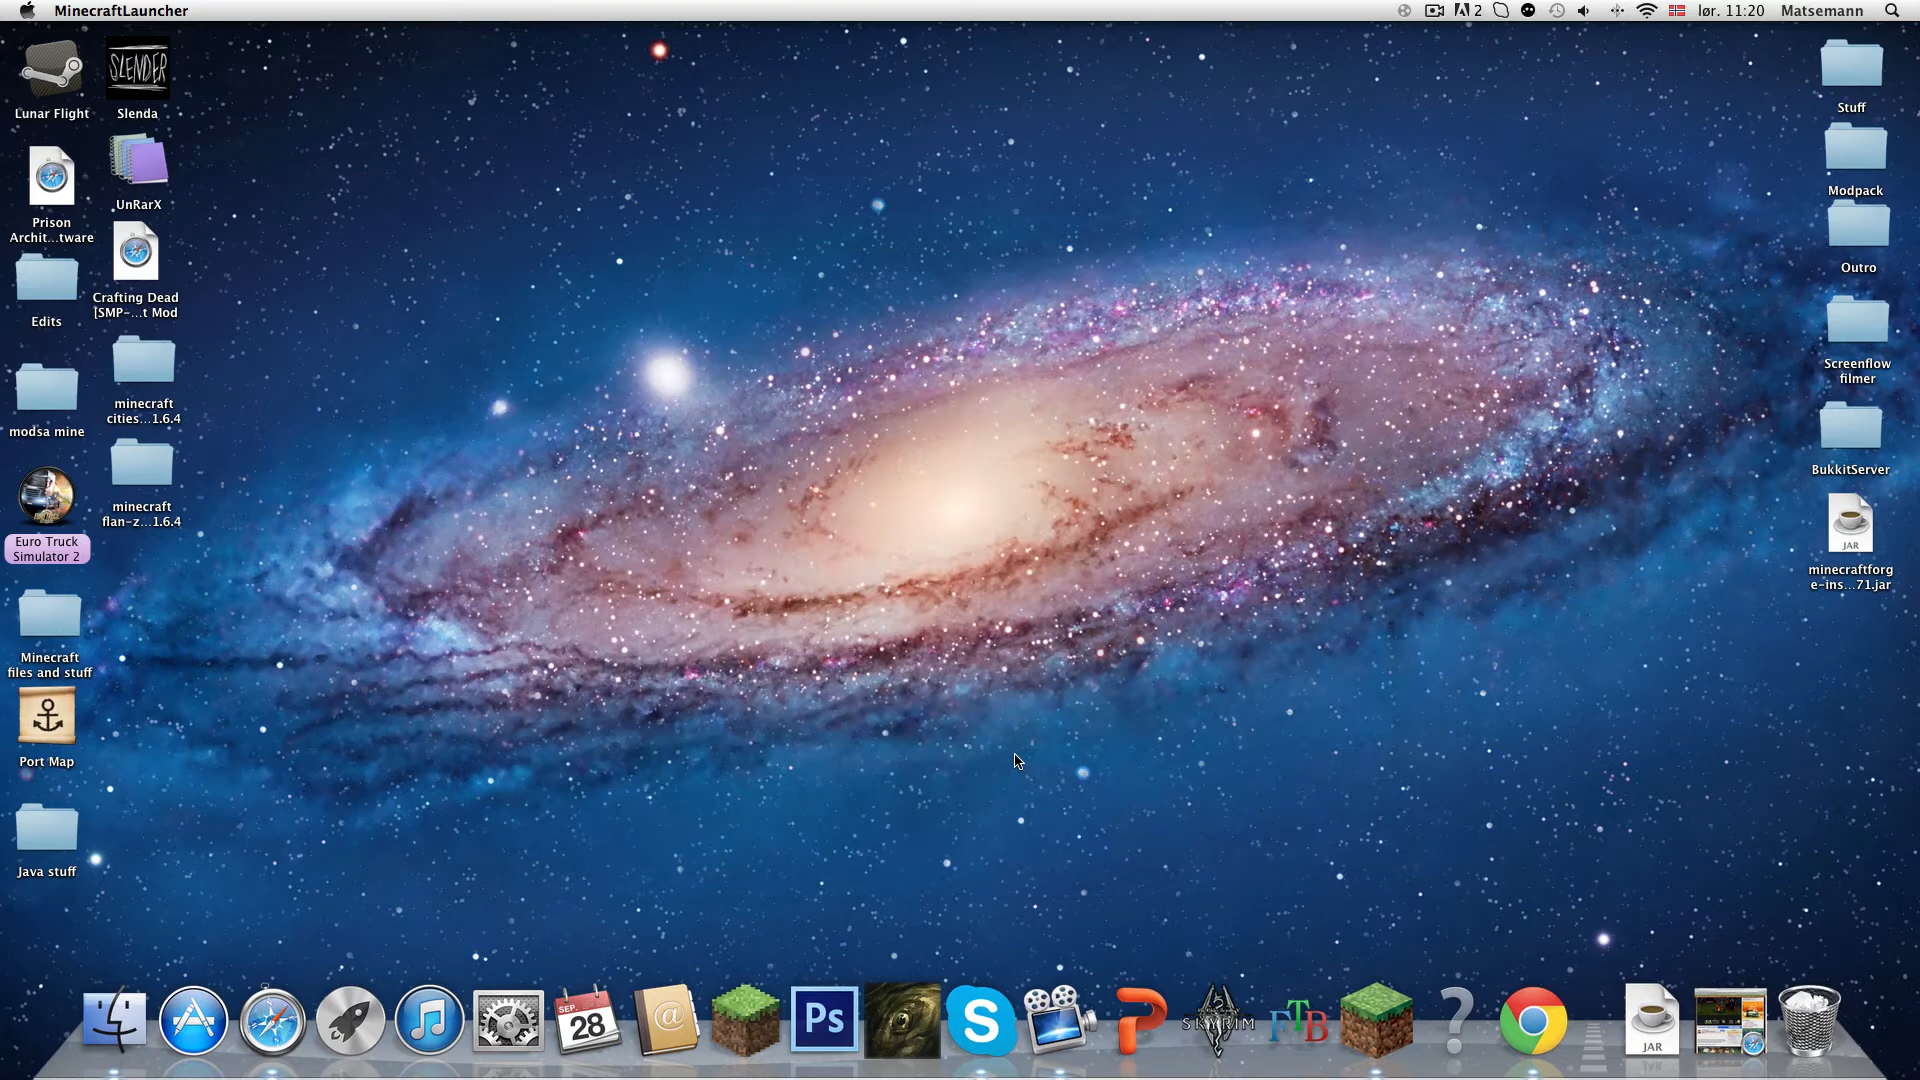 MinecraftLauncher
2
lør. 11:20
Matsemann
Lunar Flight
SLENDER
Slenda
Prison
Archit...tware
UnRarX
Edits
Crafting Dead
[SMP-...t Mod
modsa mine
minecraft
cities...1.6.4
minecraft
flan-z...1.6.4
Euro Truck
Simulator 2
Minecraft
files and stuff
Port Map
Java stuff
Stuff
Modpack
Outro
Screenflow
filmer
BukkitServer
JAR
minecraftforg
e-ins...71.jar
SEP.
28
@
Ps
S
SKYRIM
FTB
?
JAR